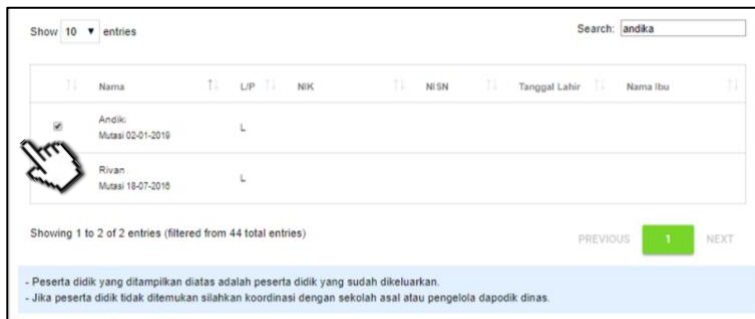 Show 10 entries Search: andika
Nama L/P NIK NISN Tanggal Lahir Nama Ibu
Andik
Mutasi 02-01-2019 L
Rivan
Mutasi 18-07-2016 L
Showing 1 to 2 of 2 entries (filtered from 44 total entries) PREVIOUS 1 NEXT
- Peserta didik yang ditampilkan diatas adalah peserta didik yang sudah dikeluarkan.
- Jika peserta didik tidak ditemukan silahkan koordinasi dengan sekolah asal atau pengelola dapodik dinas.